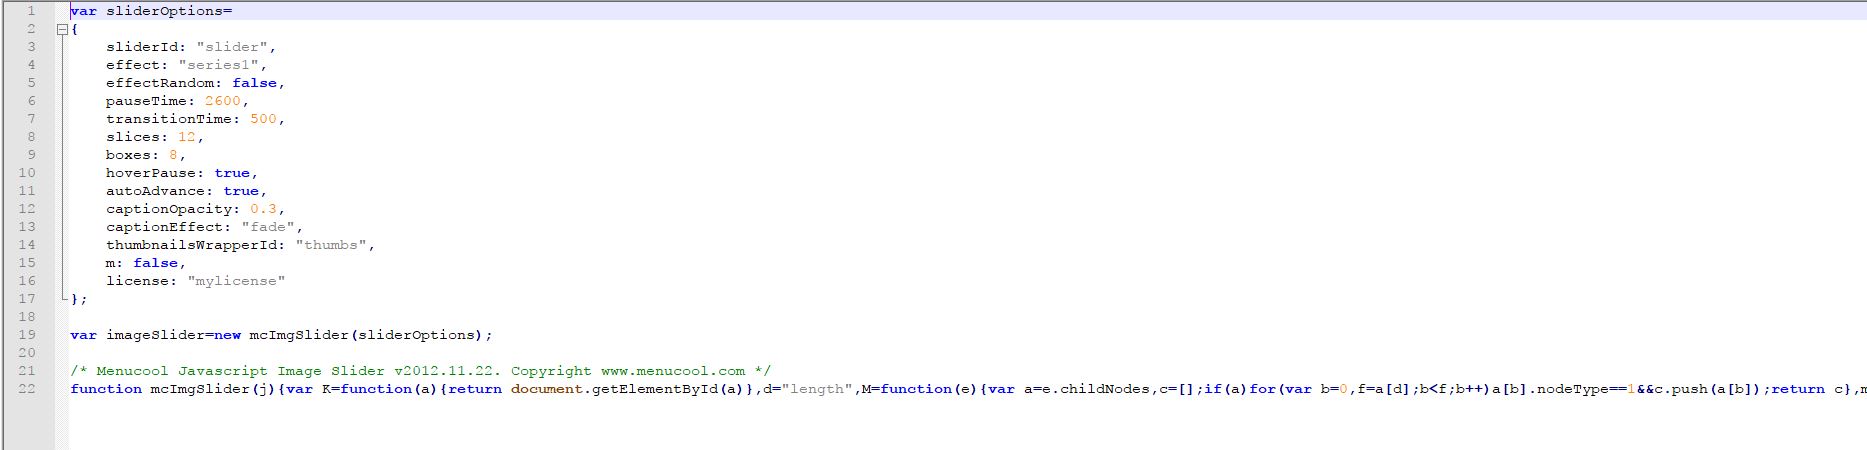 1 var sliderOptions=
2 {
3 sliderId: "slider",
4 effect: "series1",
5 effectRandom: false,
6 pauseTime: 2600,
7 transitionTime: 500,
8 slices: 12,
9 boxes: 8,
10 hoverPause: true,
11 autoAdvance: true,
12 captionOpacity: 0.3,
13 captionEffect: "fade",
14 thumbnailsWrapperId: "thumbs",
15 m: false,
16 license: "mylicense"
17 };
18
19 var imageSlider=new mcImgSlider(sliderOptions);
20
21 /* Menucool Javascript Image Slider v2012.11.22. Copyright www.menucool.com */
22 function mcImgSlider(j){var K=function(a){return document.getElementById(a)},d="length",M=function(e){var a=e.childNodes,c=[];if(a)for(var b=0,f=a[d];b<f;b++)a[b].nodeType==1&&c.push(a[b]);return c},m